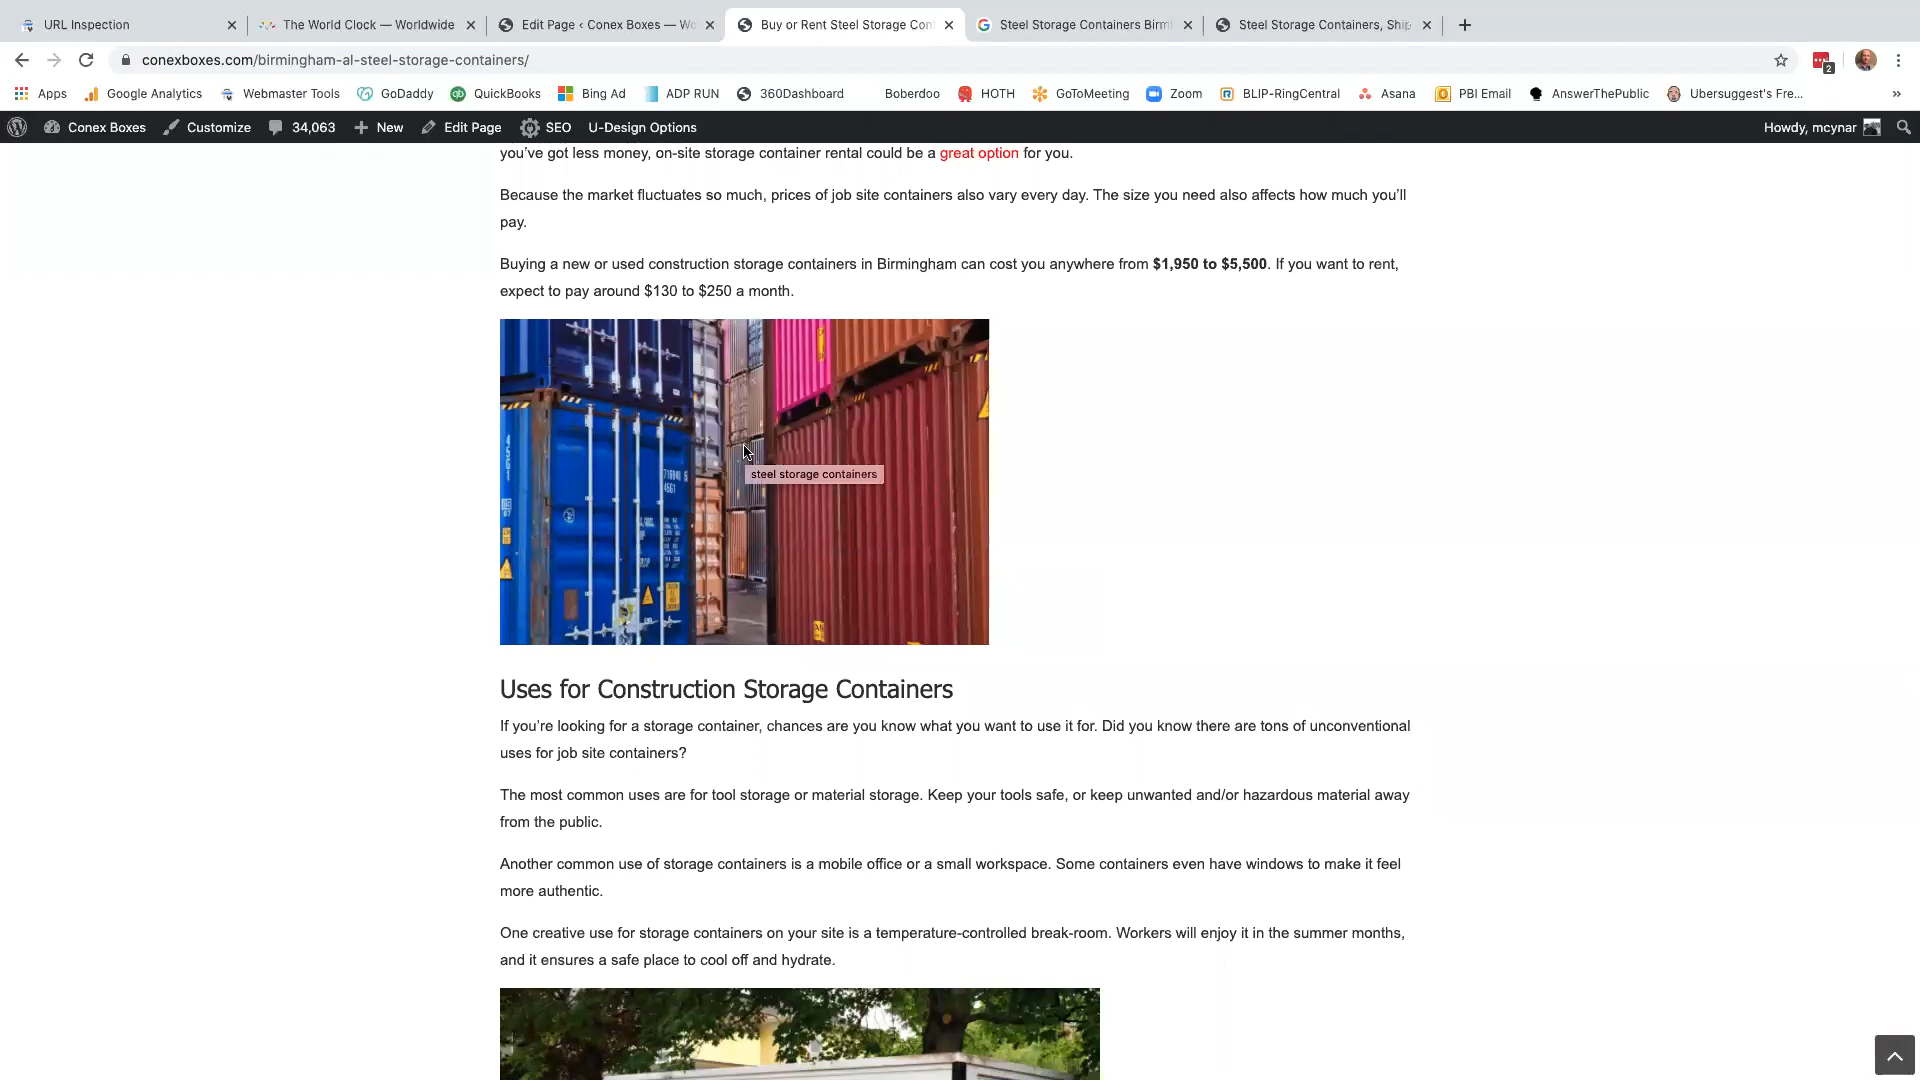 URL Inspection
The World Clock — Worldwide
Edit Page ‹ Conex Boxes — Wo
Buy or Rent Steel Storage Con
Steel Storage Containers Birmi
Steel Storage Containers, Ship
conexboxes.com/birmingham-al-steel-storage-containers/
2
Apps
Google Analytics
Webmaster Tools
GoDaddy
QuickBooks
Bing Ad
ADP RUN
360Dashboard
Boberdoo
HOTH
GoToMeeting
Zoom
BLIP-RingCentral
Asana
PBI Email
AnswerThePublic
Ubersuggest's Fre...
»
Conex Boxes
Customize
34,063
New
Edit Page
SEO
U-Design Options
Howdy, mcynar
you've got less money, on-site storage container rental could be a great option for you.
Because the market fluctuates so much, prices of job site containers also vary every day. The size you need also affects how much you'll
pay.
Buying a new or used construction storage containers in Birmingham can cost you anywhere from $1,950 to $5,500. If you want to rent,
expect to pay around $130 to $250 a month.
steel storage containers
Uses for Construction Storage Containers
If you're looking for a storage container, chances are you know what you want to use it for. Did you know there are tons of unconventional
uses for job site containers?
The most common uses are for tool storage or material storage. Keep your tools safe, or keep unwanted and/or hazardous material away
from the public.
Another common use of storage containers is a mobile office or a small workspace. Some containers even have windows to make it feel
more authentic.
One creative use for storage containers on your site is a temperature-controlled break-room. Workers will enjoy it in the summer months,
and it ensures a safe place to cool off and hydrate.